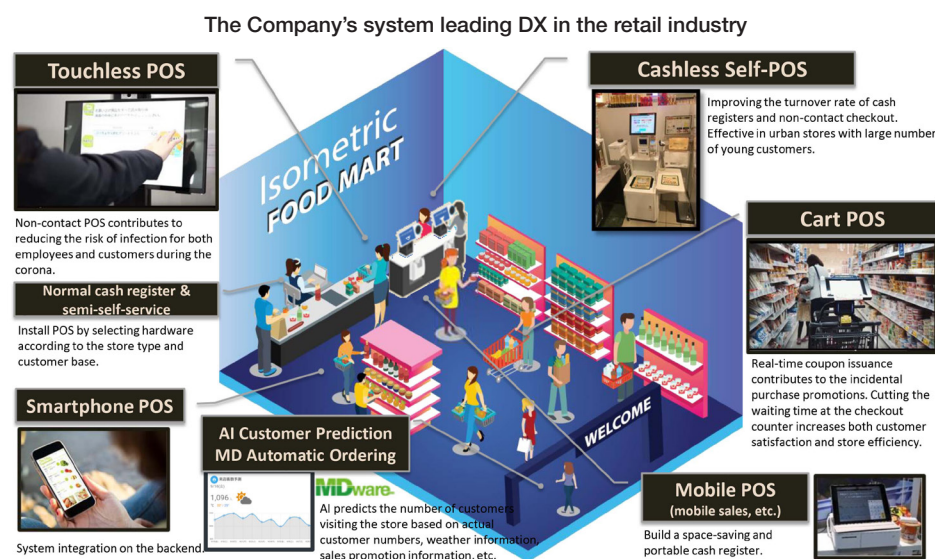 The Company's system leading DX in the retail industry
Touchless POS
Non-contact POS contributes to
reducing the risk of infection for both
employees and customers during the
corona.
Normal cash register &
semi-self-service
Install POS by selecting hardware
according to the store type and
customer base.
Smartphone POS
System integration on the backend.
Isometric
FOOD MART
AI Customer Prediction
MD Automatic Ordering
1,096
MDware
AI predicts the number of customers
visiting the store based on actual
customer numbers, weather information,
sales promotion information, etc.
WELCOME
Cashless Self-POS
Improving the turnover rate of cash
registers and non-contact checkout.
Effective in urban stores with large number
of young customers.
Cart POS
Real-time coupon issuance
contributes to the incidental
purchase promotions. Cutting the
waiting time at the checkout
counter increases both customer
satisfaction and store efficiency.
Mobile POS
(mobile sales, etc.)
Build a space-saving and
portable cash register.